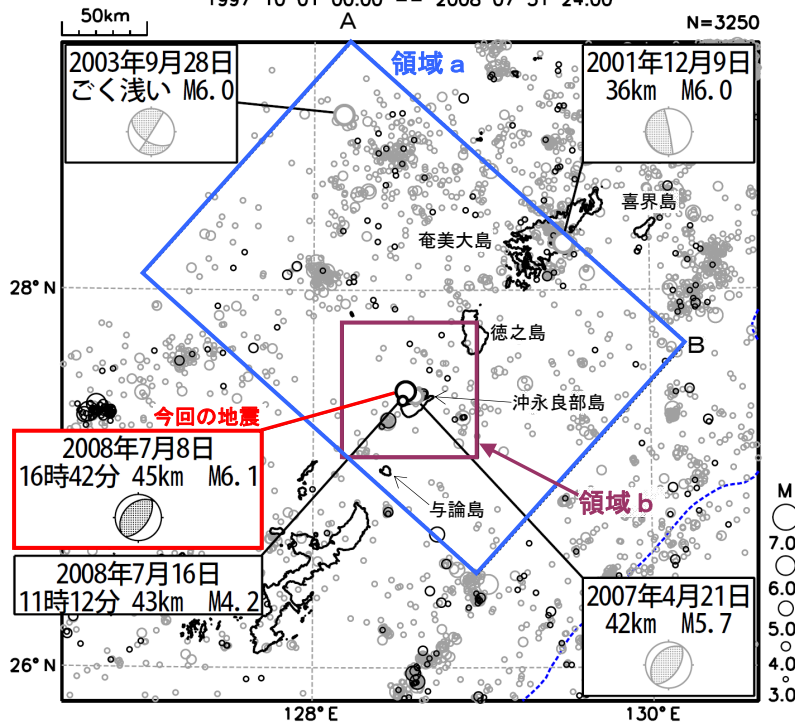 1997 10 01 00:00 -- 2008 07 31 24:00
50km
A
N=3250
2003年9月28日
ごく浅い M6.0
領域a
2001年12月9日
36km M6.0
喜界島
奄美大島
28°N
徳之島
B
沖永良部島
今回の地震
2008年7月8日
16時42分 45km M6.1
領域b
与論島
M
7.0
6.0
5.0
4.0
3.0
2008年7月16日
11時12分 43km M4.2
2007年4月21日
42km M5.7
26°N
128°E
130°E